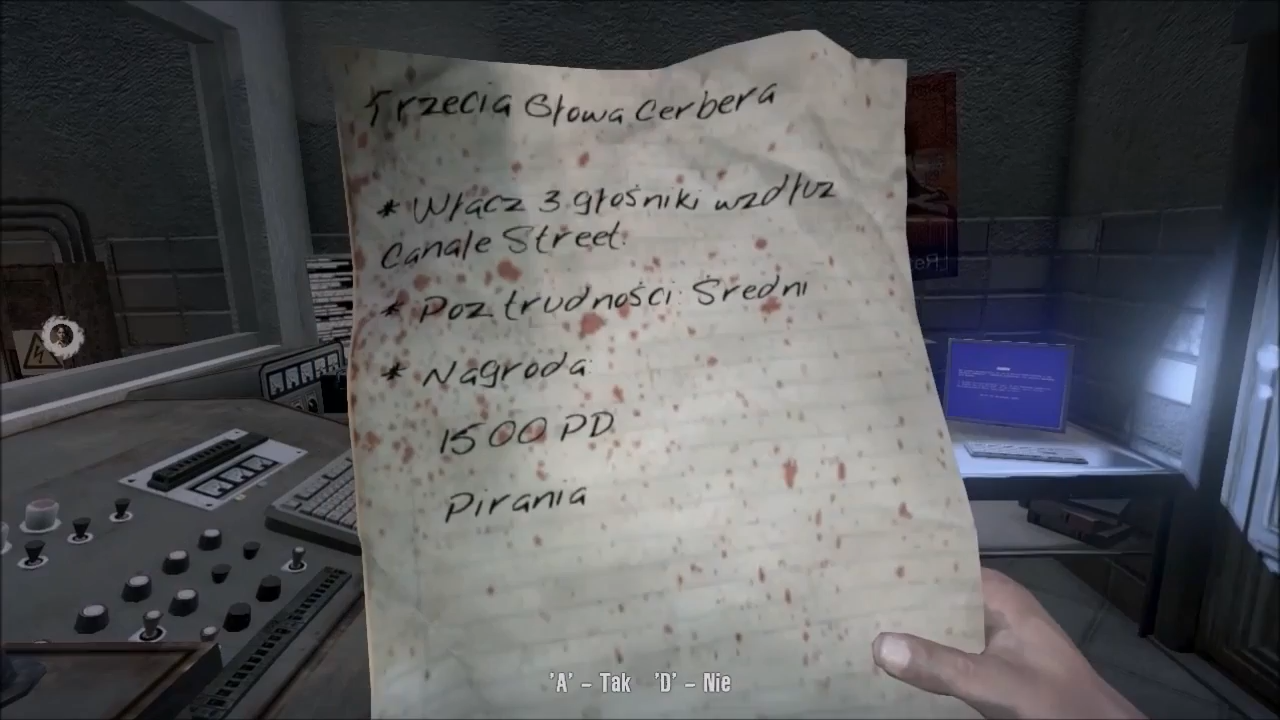 Trzecia Głowa Cerbera
* Włącz 3 głośniki wzdłuż
Canale Street.
* Poz trudności: Średni
* Nagroda:
1500 PD
Pirania
'A' - Tak 'D' - Nie